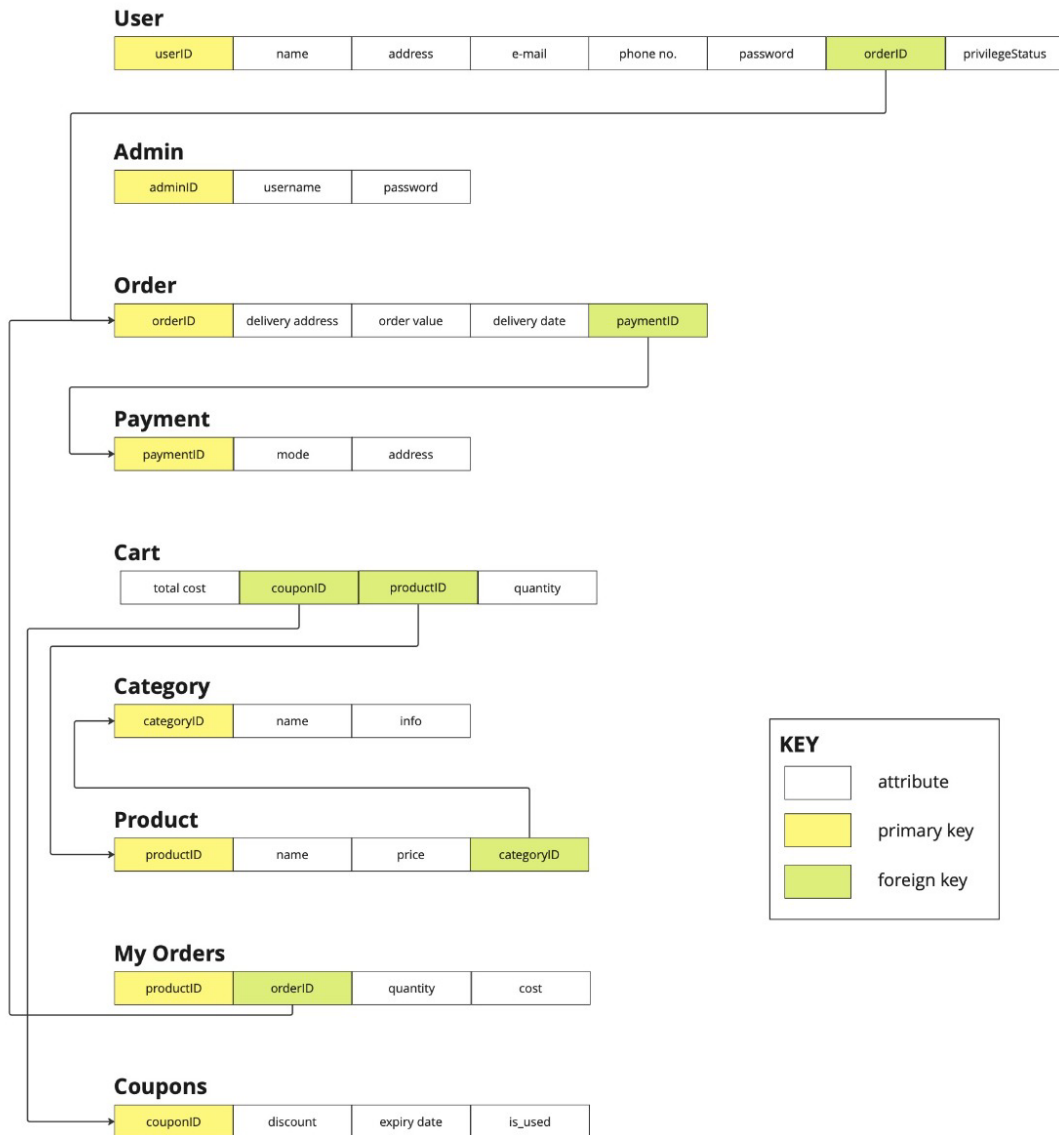 User
userID name address e-mail phone no. password orderID privilegeStatus
Admin
adminID username password
Order
orderID delivery address order value delivery date paymentID
Payment
paymentID mode address
Cart
total cost couponID productID quantity
Category
categoryID name info
KEY
attribute
primary key
foreign key
Product
productID name price categoryID
My Orders
productID orderID quantity cost
Coupons
couponID discount expiry date is_used